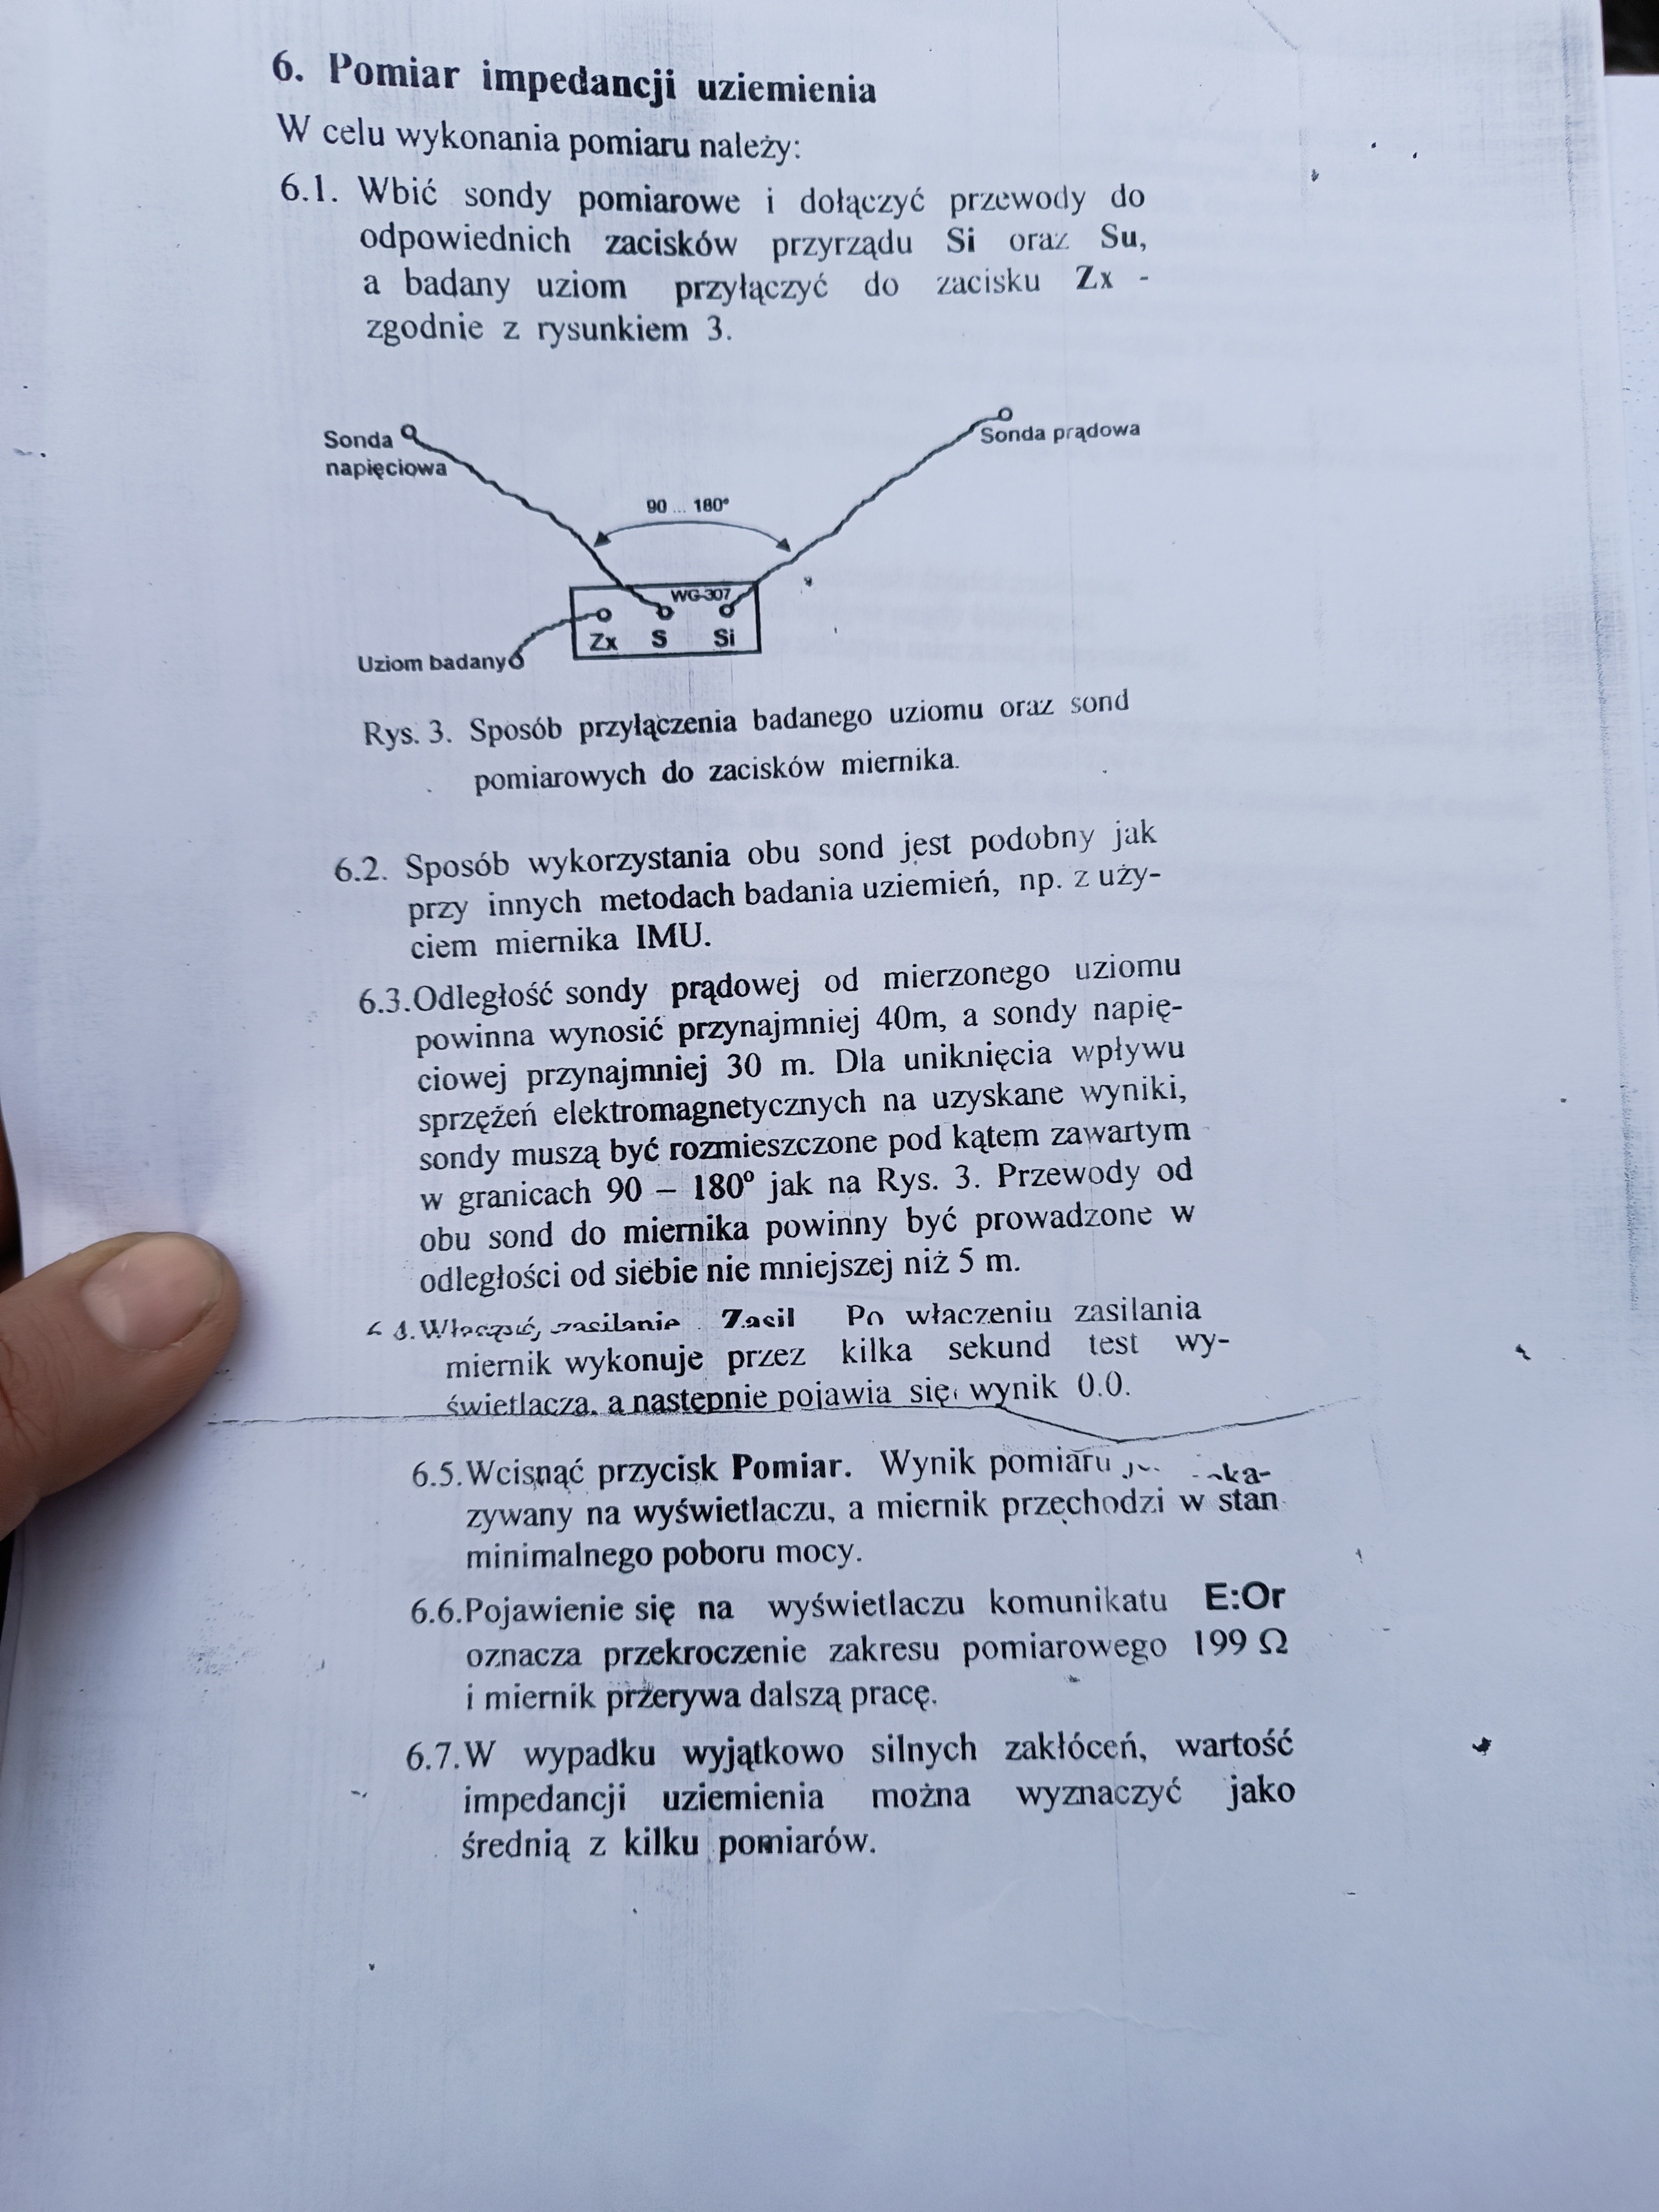 6. Pomiar impedancji uziemienia
W celu wykonania pomiaru należy:
6.1. Wbić sondy pomiarowe i dołączyć przewody do
odpowiednich zacisków przyrządu Si oraz Su,
a badany uziom przyłączyć do zacisku Zx -
zgodnie z rysunkiem 3.
Sonda
napięciowa
Sonda prądowa
90 ... 180°
WG-307
Zx S Si
Uziom badany
Rys. 3. Sposób przyłączenia badanego uziomu oraz sond
pomiarowych do zacisków miernika.
6.2. Sposób wykorzystania obu sond jest podobny jak
przy innych metodach badania uziemień, np. z uży-
ciem miernika IMU.
6.3.Odległość sondy prądowej od mierzonego uziomu
powinna wynosić przynajmniej 40m, a sondy napię-
ciowej przynajmniej 30 m. Dla uniknięcia wpływu
sprzężeń elektromagnetycznych na uzyskane wyniki,
sondy muszą być rozmieszczone pod kątem zawartym
w granicach 90 – 180° jak na Rys. 3. Przewody od
obu sond do miernika powinny być prowadzone w
odległości od siebie nie mniejszej niż 5 m.
zasilanie Zasil Po włączeniu zasilania
miernik wykonuje przez kilka sekund test wy-
świetlacza, a następnie pojawia się wynik 0.0.
6.5.Wcisnąć przycisk Pomiar. Wynik pomiaru
zywany na wyświetlaczu, a miernik przechodzi w stan
minimalnego poboru mocy.
6.6.Pojawienie się na wyświetlaczu komunikatu E:Or
oznacza przekroczenie zakresu pomiarowego 199 Ω
i miernik przerywa dalszą pracę.
6.7.W wypadku wyjątkowo silnych zakłóceń, wartość
impedancji uziemienia można wyznaczyć jako
średnią z kilku pomiarów.